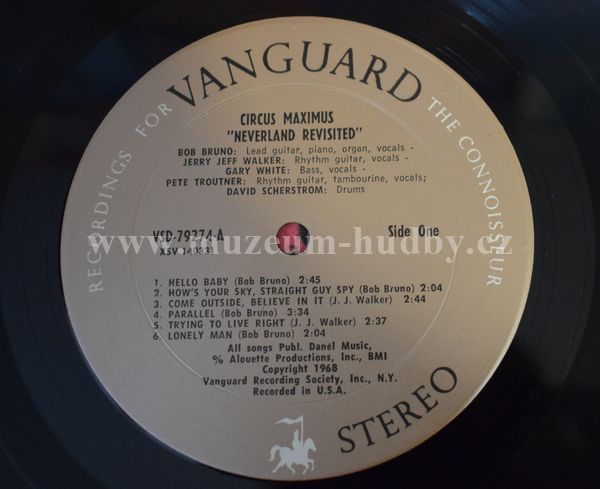 RECORDINGS FOR VANGUARD THE CONNOISSEUR
CIRCUS MAXIMUS
"NEVERLAND REVISITED"
BOB BRUNO: Lead guitar, piano, organ, vocals -
JERRY JEFF WALKER: Rhythm guitar, vocals -
GARY WHITE: Bass, vocals -
PETE TROUTNER: Rhythm guitar, tambourine, vocals;
DAVID SCHERSTROM: Drums
VSD-79274-A
Side One
XSV
www.muzeum-hudby.cz
1. HELLO BABY (Bob Bruno) 2:45
2. HOW'S YOUR SKY, STRAIGHT GUY SPY (Bob Bruno) 2:04
3. COME OUTSIDE, BELIEVE IN IT (J. J. Walker) 2:44
4. PARALLEL (Bob Bruno) 3:34
5. TRYING TO LIVE RIGHT (J. J. Walker) 2:37
6. LONELY MAN (Bob Bruno) 2:04
All songs Publ. Danel Music,
% Alouette Productions, Inc., BMI
Copyright 1968
Vanguard Recording Society, Inc., N.Y.
Recorded in U.S.A.
STEREO